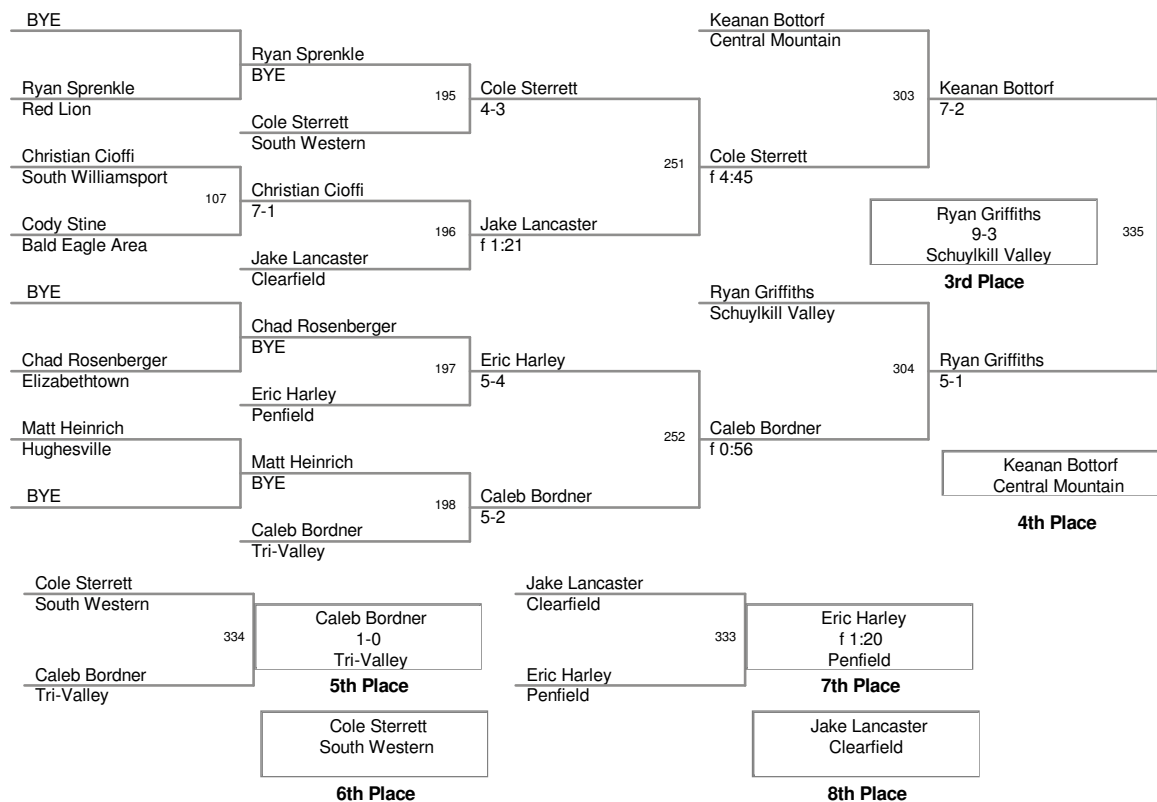 BYE
Keanan Bottorf
Central Mountain
Ryan Sprenkle
BYE
Ryan Sprenkle
Red Lion
195
Cole Sterrett
4-3
303
Keanan Bottorf
7-2
Cole Sterrett
South Western
Christian Cioffi
South Williamsport
251
Cole Sterrett
f 4:45
107
Christian Cioffi
7-1
Cody Stine
Bald Eagle Area
196
Jake Lancaster
f 1:21
Ryan Griffiths
9-3
Schuylkill Valley
335
3rd Place
Jake Lancaster
Clearfield
BYE
Ryan Griffiths
Schuylkill Valley
Chad Rosenberger
BYE
Chad Rosenberger
Elizabethtown
197
Eric Harley
5-4
304
Ryan Griffiths
5-1
Eric Harley
Penfield
Matt Heinrich
Hughesville
252
Caleb Bordner
f 0:56
Matt Heinrich
BYE
Keanan Bottorf
Central Mountain
4th Place
BYE
198
Caleb Bordner
5-2
Caleb Bordner
Tri-Valley
Cole Sterrett
South Western
334
Caleb Bordner
1-0
Tri-Valley
5th Place
Caleb Bordner
Tri-Valley
Cole Sterrett
South Western
6th Place
Jake Lancaster
Clearfield
333
Eric Harley
f 1:20
Penfield
7th Place
Eric Harley
Penfield
Jake Lancaster
Clearfield
8th Place